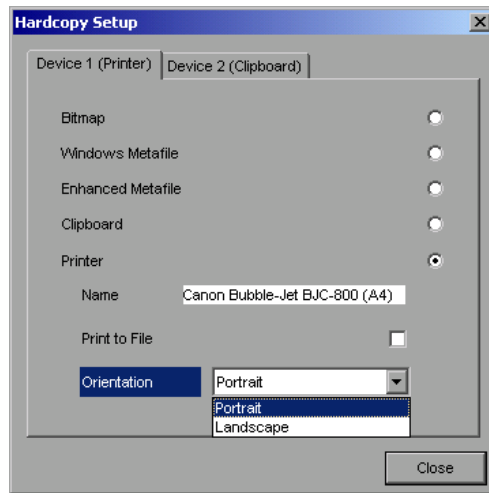 Hardcopy Setup
Device 1 (Printer) Device 2 (Clipboard)
Bitmap
Windows Metafile
Enhanced Metafile
Clipboard
Printer
Name Canon Bubble-Jet BJC-800 (A4)
Print to File
Orientation Portrait
Portrait
Landscape
Close